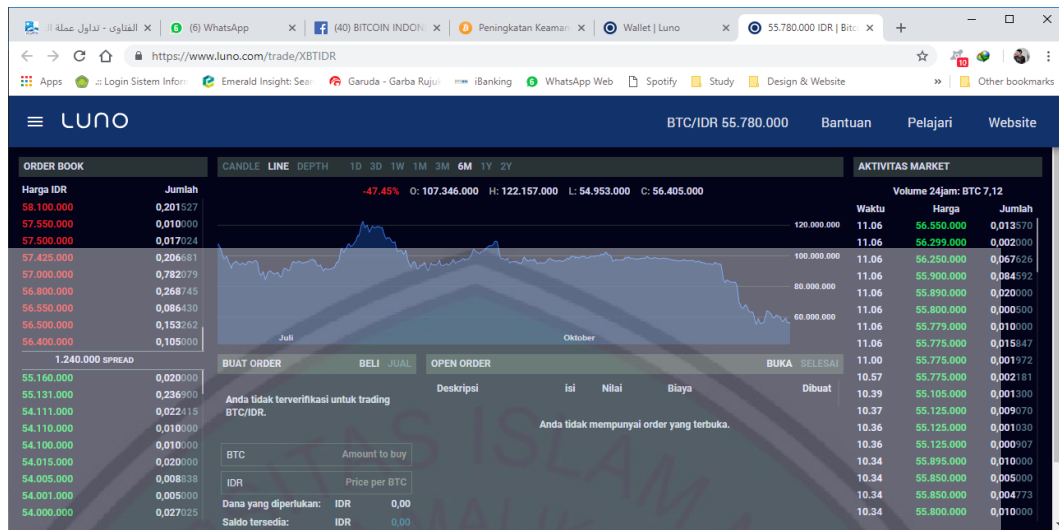 الفتاوى - تداول عملة ال
(6) WhatsApp
(40) BITCOIN INDON
Peningkatan Keaman
Wallet | Luno
55.780.000 IDR | Bitc
https://www.luno.com/trade/XBTIDR
10
Apps
.:: Login Sistem Inform
Emerald Insight: Sear
Garuda - Garba Rujuk
iBanking
WhatsApp Web
Spotify
Study
Design & Website
Other bookmarks
LUNO
BTC/IDR 55.780.000
Bantuan
Pelajari
Website
ORDER BOOK
Harga IDR Jumlah
58.100.000 0,201527
57.550.000 0,010000
57.500.000 0,017024
57.425.000 0,206681
57.000.000 0,782079
56.800.000 0,268745
56.550.000 0,086430
56.500.000 0,153262
56.400.000 0,105000
1.240.000 SPREAD
55.160.000 0,020000
55.131.000 0,236900
54.111.000 0,022415
54.110.000 0,010000
54.100.000 0,010000
54.015.000 0,020000
54.005.000 0,008838
54.001.000 0,005000
54.000.000 0,027025
CANDLE LINE DEPTH 1D 3D 1W 1M 3M 6M 1Y 2Y
-47.45% O: 107.346.000 H: 122.157.000 L: 54.953.000 C: 56.405.000
120.000.000
100.000.000
80.000.000
60.000.000
Juli Oktober
BUAT ORDER BELI JUAL
Anda tidak terverifikasi untuk trading
BTC/IDR.
BTC Amount to buy
IDR Price per BTC
Dana yang diperlukan: IDR 0,00
Saldo tersedia: IDR 0,00
OPEN ORDER BUKA SELESAI
Deskripsi isi Nilai Biaya Dibuat
Anda tidak mempunyai order yang terbuka.
AKTIVITAS MARKET
Volume 24jam: BTC 7,12
Waktu Harga Jumlah
11.06 56.550.000 0,013570
11.06 56.299.000 0,002000
11.06 56.250.000 0,067626
11.06 55.900.000 0,084592
11.06 55.890.000 0,020000
11.06 55.800.000 0,000500
11.06 55.779.000 0,010000
11.06 55.775.000 0,015847
11.00 55.775.000 0,001972
10.57 55.775.000 0,002181
10.39 55.105.000 0,001300
10.37 55.125.000 0,009070
10.36 55.125.000 0,001030
10.36 55.125.000 0,000907
10.34 55.895.000 0,010000
10.34 55.850.000 0,005000
10.34 55.850.000 0,004773
10.34 55.800.000 0,010000